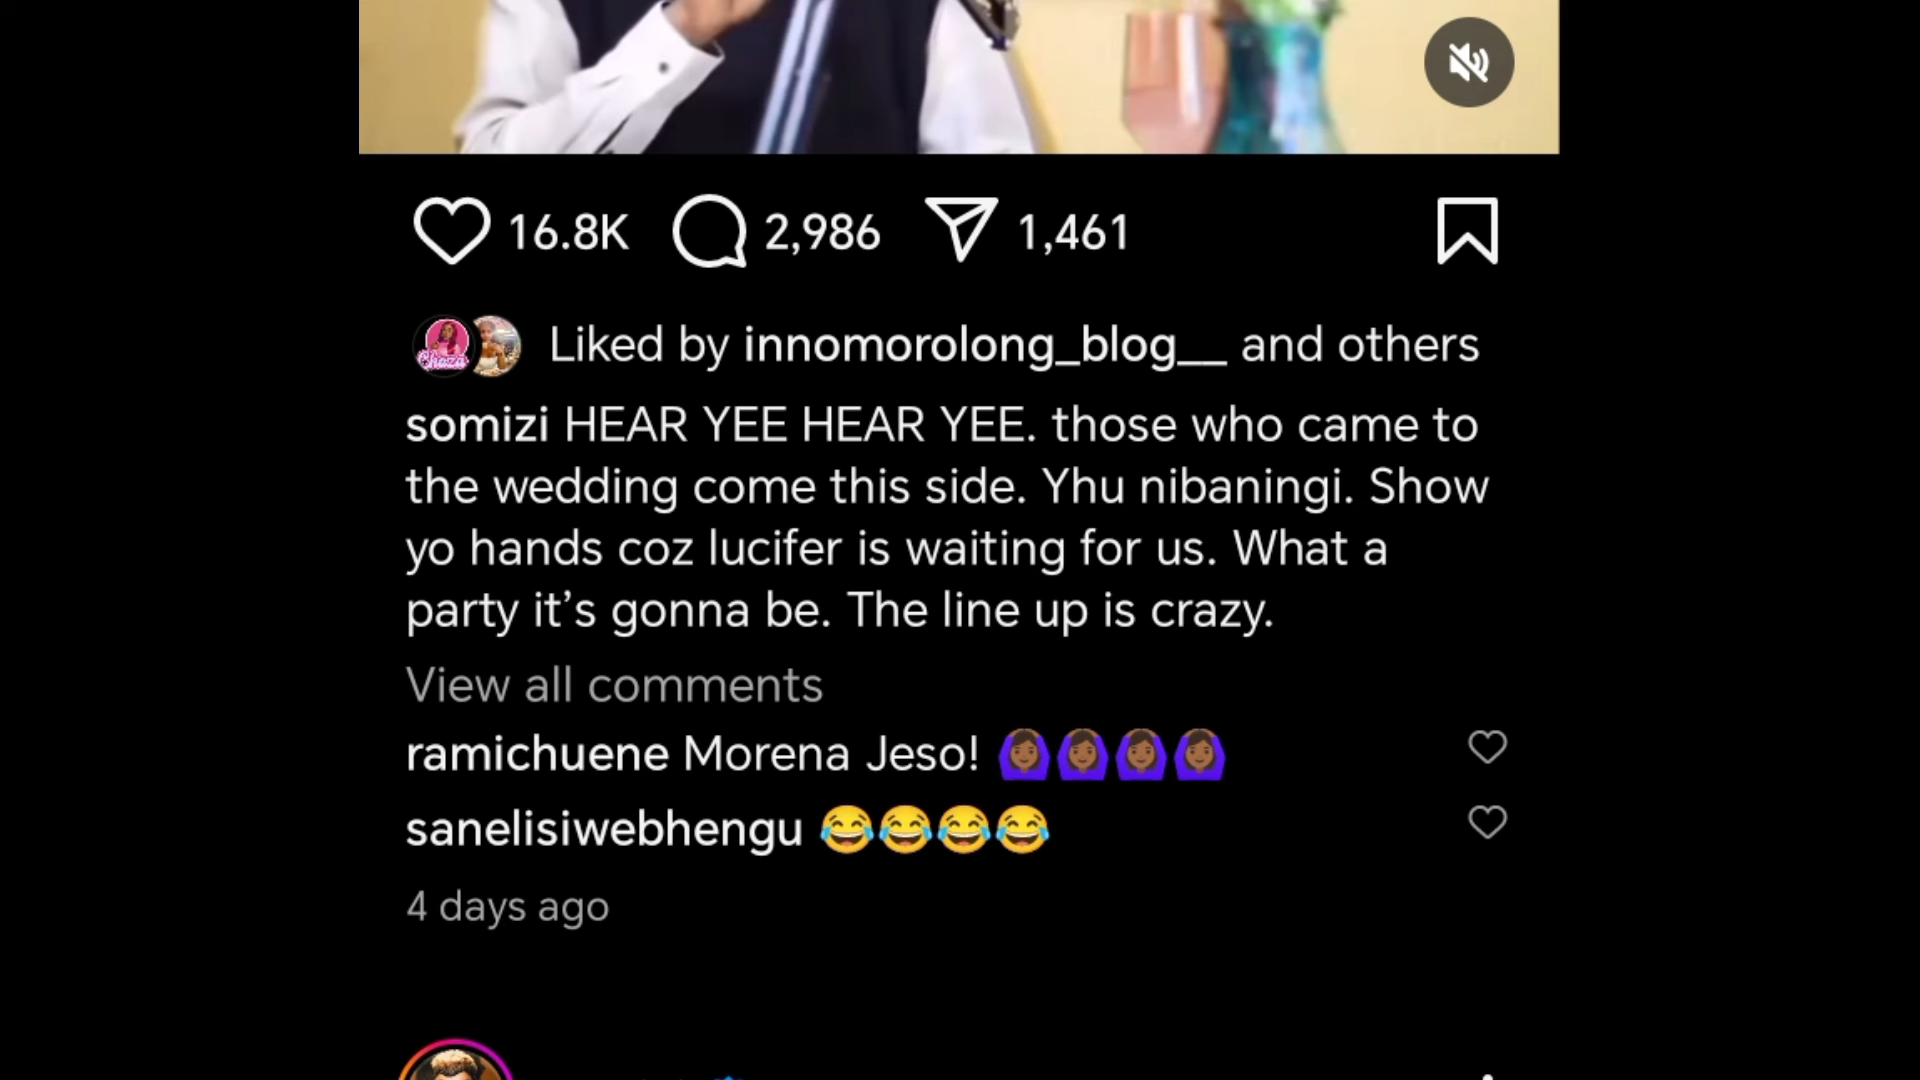 16.8K 2,986 1,461
Liked by innomorolong_blog__ and others
somizi HEAR YEE HEAR YEE. those who came to
the wedding come this side. Yhu nibaningi. Show
yo hands coz lucifer is waiting for us. What a
party it’s gonna be. The line up is crazy.
View all comments
ramichuene Morena Jeso! 🙆🏾‍♀️🙆🏾‍♀️🙆🏾‍♀️🙆🏾‍♀️
sanelisiwebhengu 😂😂😂😂
4 days ago